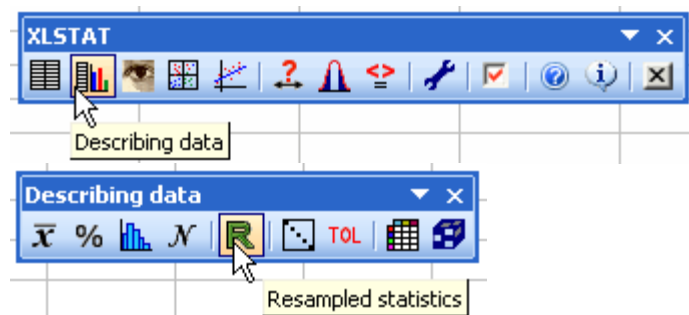 XLSTAT
Describing data
Describing data
x % N R TOL
Resampled statistics